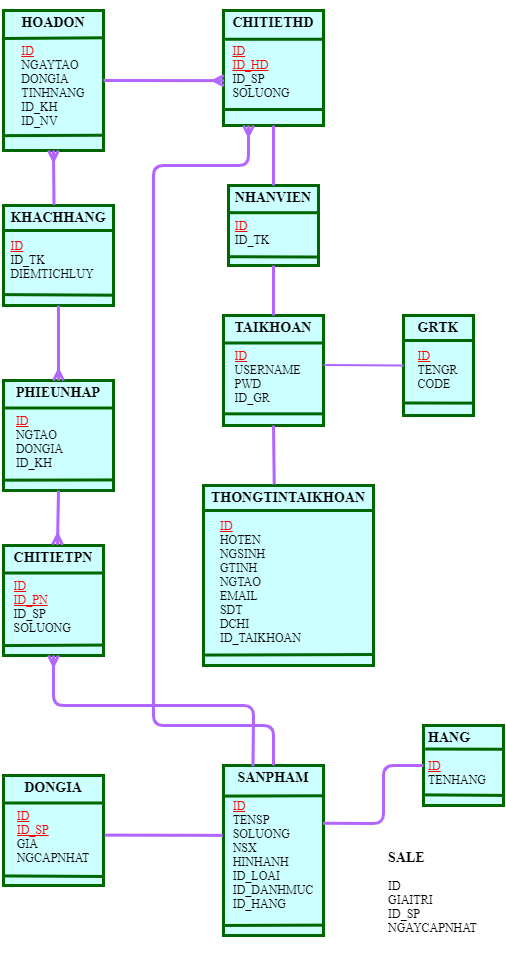 HOADON
ID
NGAYTAO
DONGIA
TINHNANG
ID_KH
ID_NV
CHITIETHD
ID
ID_HD
ID_SP
SOLUONG
KHACHHANG
ID
ID_TK
DIEMTICHLUY
NHANVIEN
ID
ID_TK
TAIKHOAN
ID
USERNAME
PWD
ID_GR
GRTK
ID
TENGR
CODE
PHIEUNHAP
ID
NGTAO
DONGIA
ID_KH
THONGTINTAIKHOAN
ID
HOTEN
NGSINH
GTINH
NGTAO
EMAIL
SDT
DCHI
ID_TAIKHOAN
CHITIETPN
ID
ID_PN
ID_SP
SOLUONG
HANG
ID
TENHANG
DONGIA
ID
ID_SP
GIA
NGCAPNHAT
SANPHAM
ID
TENSP
SOLUONG
NSX
HINHANH
ID_LOAI
ID_DANHMUC
ID_HANG
SALE
ID
GIAITRI
ID_SP
NGAYCAPNHAT